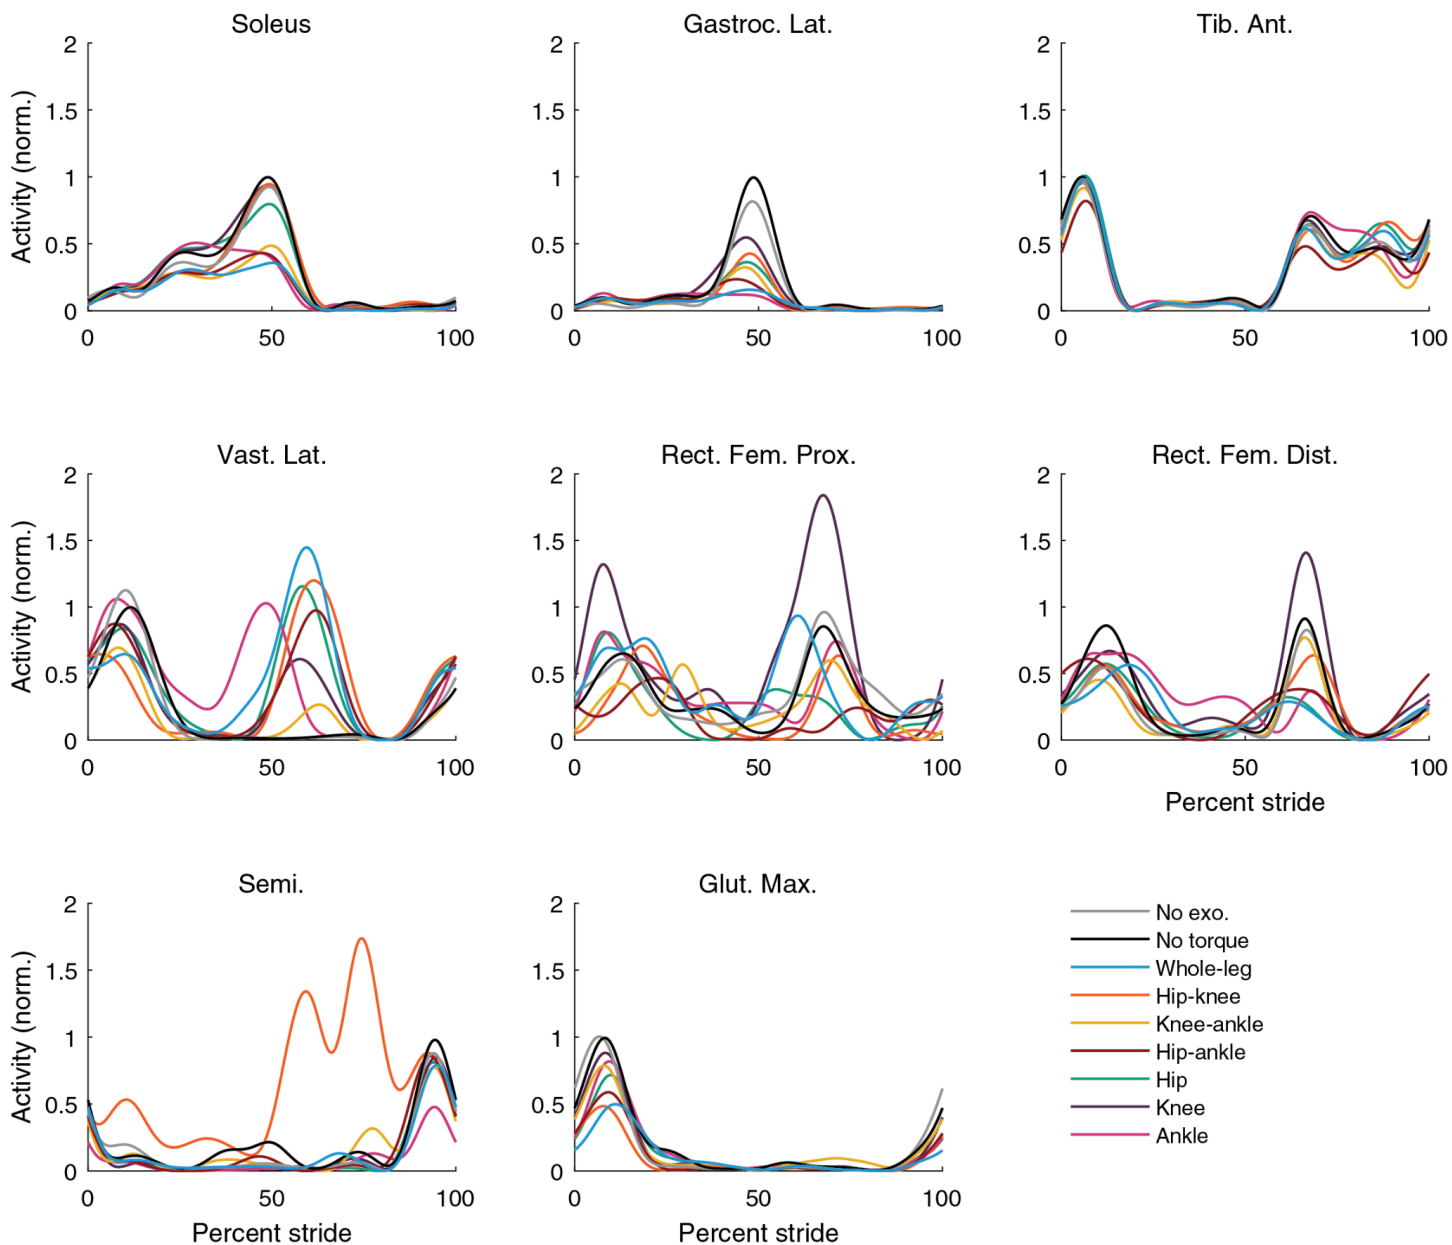 Soleus
Gastroc. Lat.
Tib. Ant.
Activity (norm.)
2
1.5
1
0.5
0
0
50
100
2
1.5
1
0.5
0
0
50
100
2
1.5
1
0.5
0
0
50
100
Vast. Lat.
Rect. Fem. Prox.
Rect. Fem. Dist.
Activity (norm.)
2
1.5
1
0.5
0
0
50
100
2
1.5
1
0.5
0
0
50
100
2
1.5
1
0.5
0
0
50
100
Percent stride
Semi.
Glut. Max.
Activity (norm.)
2
1.5
1
0.5
0
0
50
100
Percent stride
2
1.5
1
0.5
0
0
50
100
Percent stride
No exo.
No torque
Whole-leg
Hip-knee
Knee-ankle
Hip-ankle
Hip
Knee
Ankle